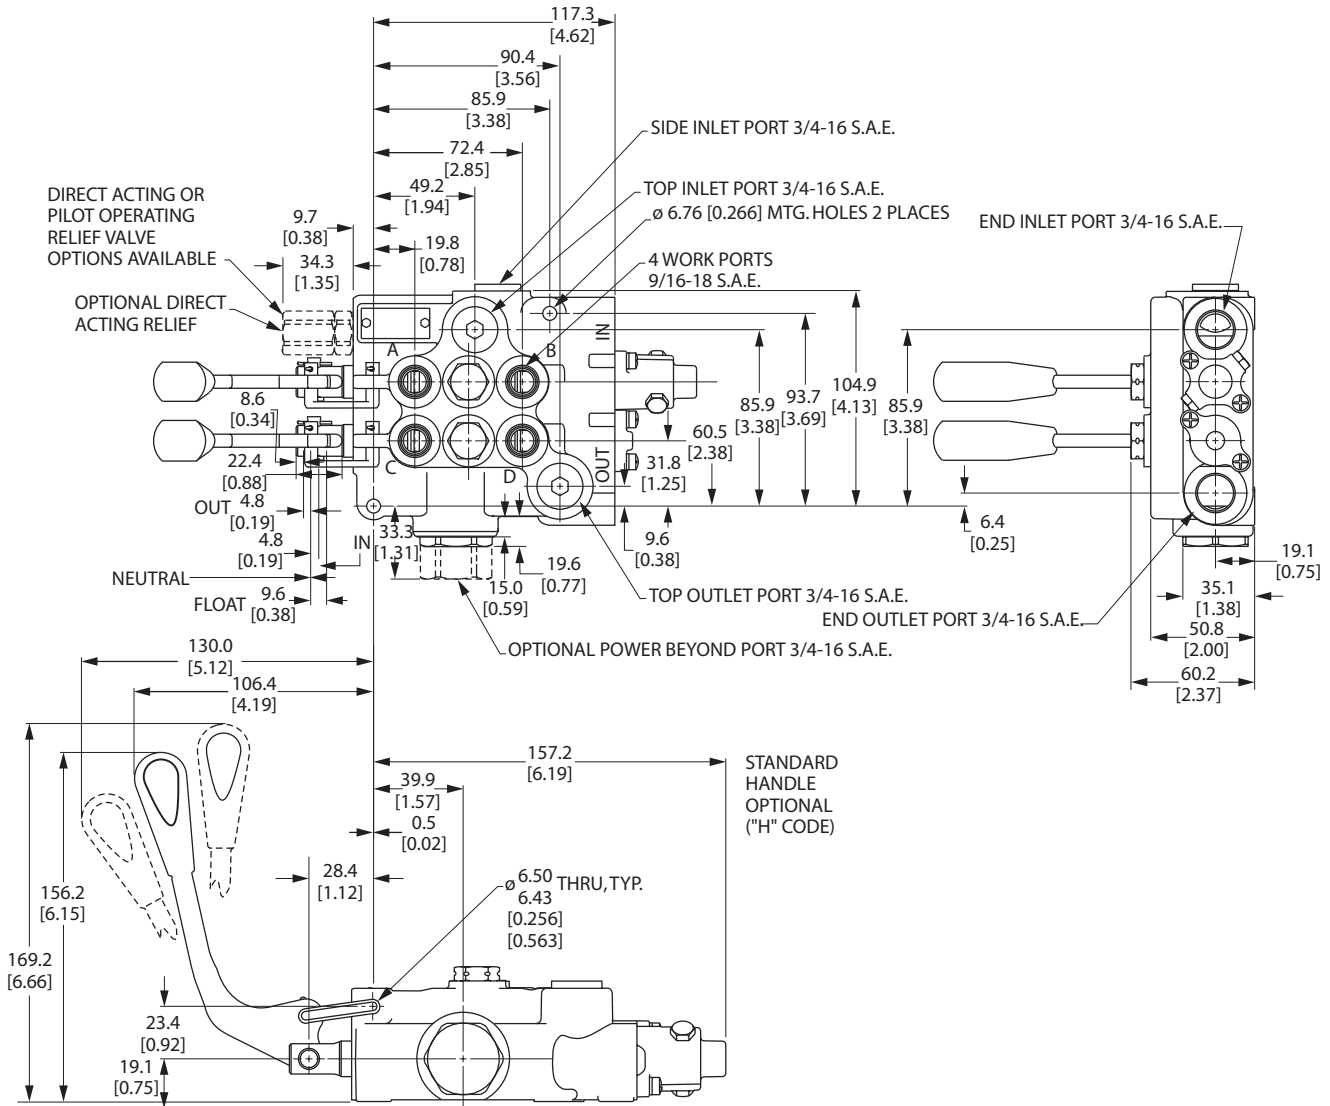 117.3
[4.62]
90.4
[3.56]
85.9
[3.38]
72.4
[2.85]
49.2
[1.94]
19.8
[0.78]
9.7
[0.38]
34.3
[1.35]
DIRECT ACTING OR
PILOT OPERATING
RELIEF VALVE
OPTIONS AVAILABLE
OPTIONAL DIRECT
ACTING RELIEF
SIDE INLET PORT 3/4-16 S.A.E.
TOP INLET PORT 3/4-16 S.A.E.
ø 6.76 [0.266] MTG. HOLES 2 PLACES
4 WORK PORTS
9/16-18 S.A.E.
END INLET PORT 3/4-16 S.A.E.
A
B
C
D
IN
OUT
8.6
[0.34]
22.4
[0.88]
OUT 4.8
[0.19]
4.8
[0.19]
IN
NEUTRAL
FLOAT 9.6
[0.38]
33.3
[1.31]
15.0
[0.59]
19.6
[0.77]
9.6
[0.38]
31.8
[1.25]
60.5
[2.38]
85.9
[3.38]
93.7
[3.69]
104.9
[4.13]
85.9
[3.38]
6.4
[0.25]
19.1
[0.75]
35.1
[1.38]
50.8
[2.00]
60.2
[2.37]
TOP OUTLET PORT 3/4-16 S.A.E.
END OUTLET PORT 3/4-16 S.A.E.
OPTIONAL POWER BEYOND PORT 3/4-16 S.A.E.
130.0
[5.12]
106.4
[4.19]
157.2
[6.19]
39.9
[1.57]
0.5
[0.02]
28.4
[1.12]
STANDARD
HANDLE
OPTIONAL
("H" CODE)
ø 6.50 THRU, TYP.
6.43
[0.256]
[0.563]
156.2
[6.15]
169.2
[6.66]
23.4
[0.92]
19.1
[0.75]